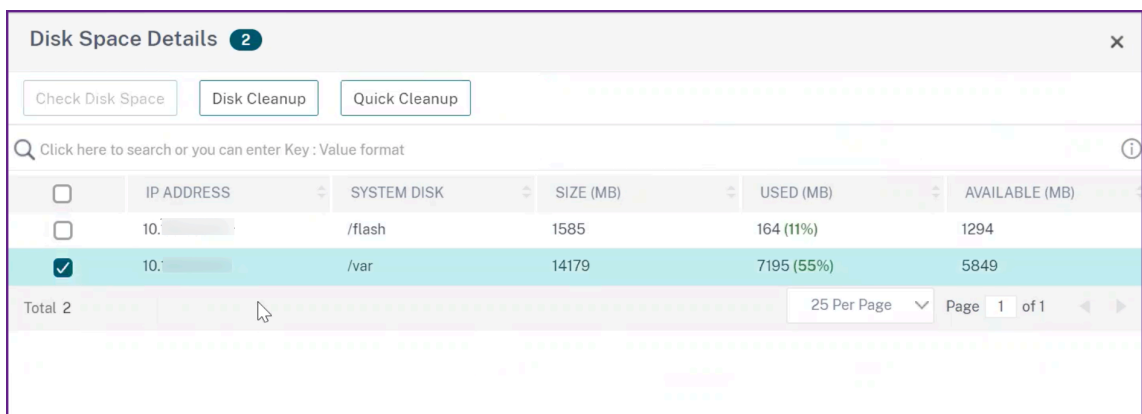 Disk Space Details 2
Check Disk Space Disk Cleanup Quick Cleanup
Click here to search or you can enter Key : Value format
IP ADDRESS SYSTEM DISK SIZE (MB) USED (MB) AVAILABLE (MB)
10. /flash 1585 164 (11%) 1294
10. /var 14179 7195 (55%) 5849
Total 2 25 Per Page Page 1 of 1